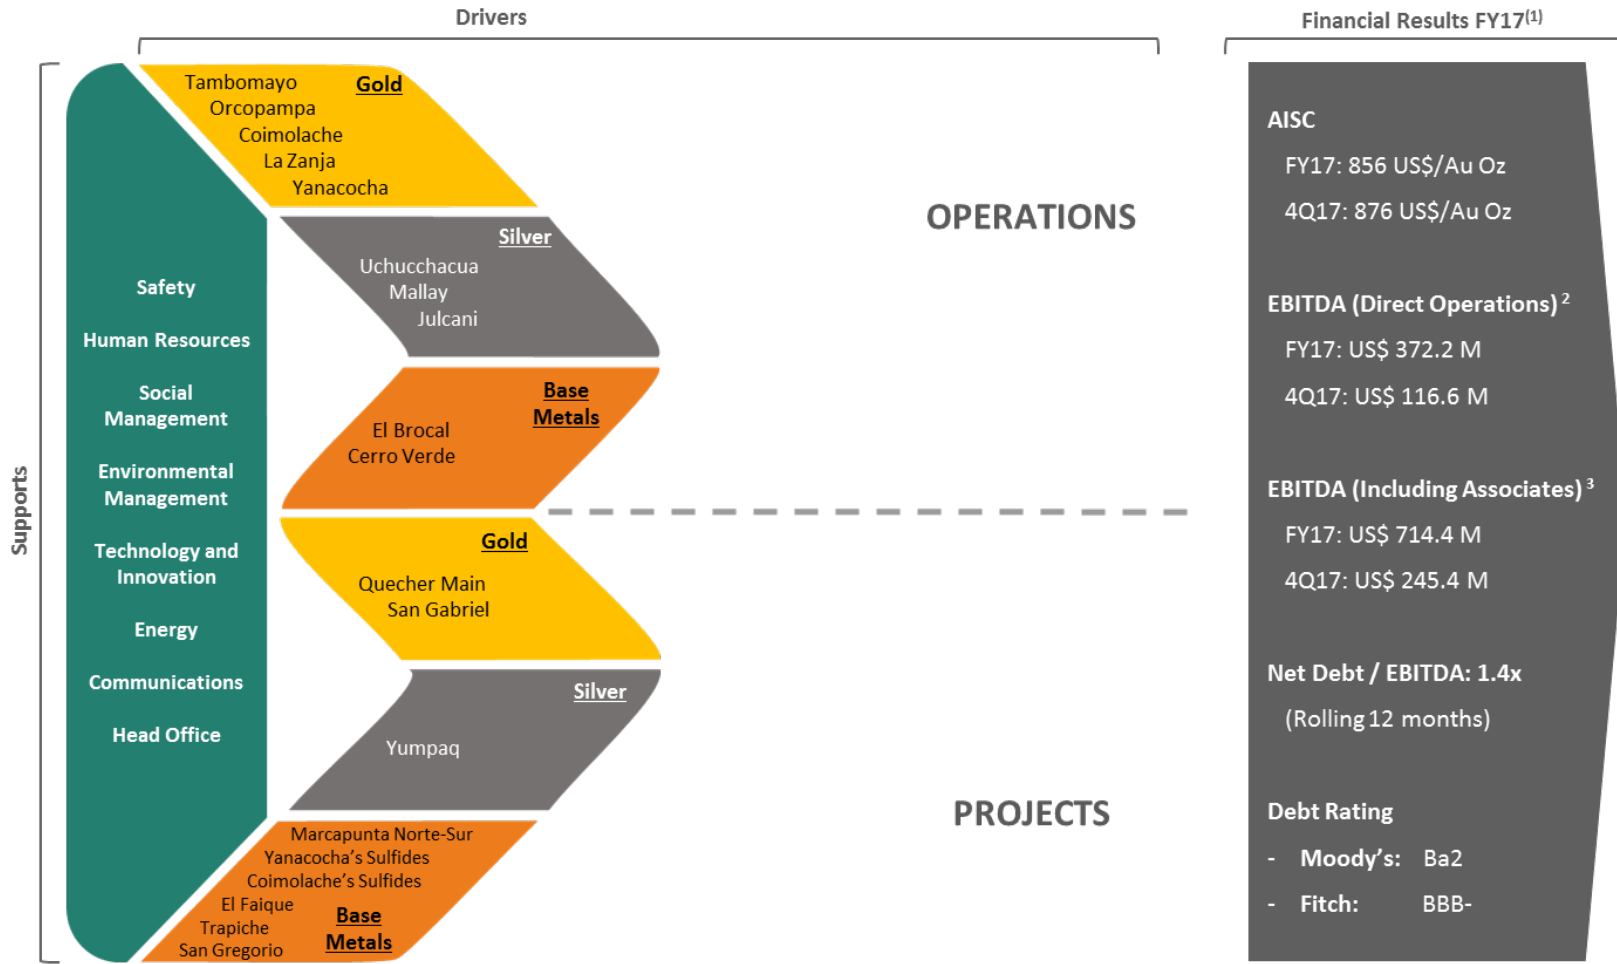 Drivers
Financial Results FY17(1)
Supports
Safety
Human Resources
Social
Management
Environmental
Management
Technology and
Innovation
Energy
Communications
Head Office
Gold
Tambomayo
Orcopampa
Coimolache
La Zanja
Yanacocha
Silver
Uchucchacua
Mallay
Julcani
Base
Metals
El Brocal
Cerro Verde
OPERATIONS
Gold
Quecher Main
San Gabriel
Silver
Yumpaq
Marcapunta Norte-Sur
Yanacocha’s Sulfides
Coimolache’s Sulfides
El Faique
Trapiche
San Gregorio
Base
Metals
PROJECTS
AISC
FY17: 856 US$/Au Oz
4Q17: 876 US$/Au Oz
EBITDA (Direct Operations) 2
FY17: US$ 372.2 M
4Q17: US$ 116.6 M
EBITDA (Including Associates) 3
FY17: US$ 714.4 M
4Q17: US$ 245.4 M
Net Debt / EBITDA: 1.4x
(Rolling 12 months)
Debt Rating
- Moody’s: Ba2
- Fitch: BBB-